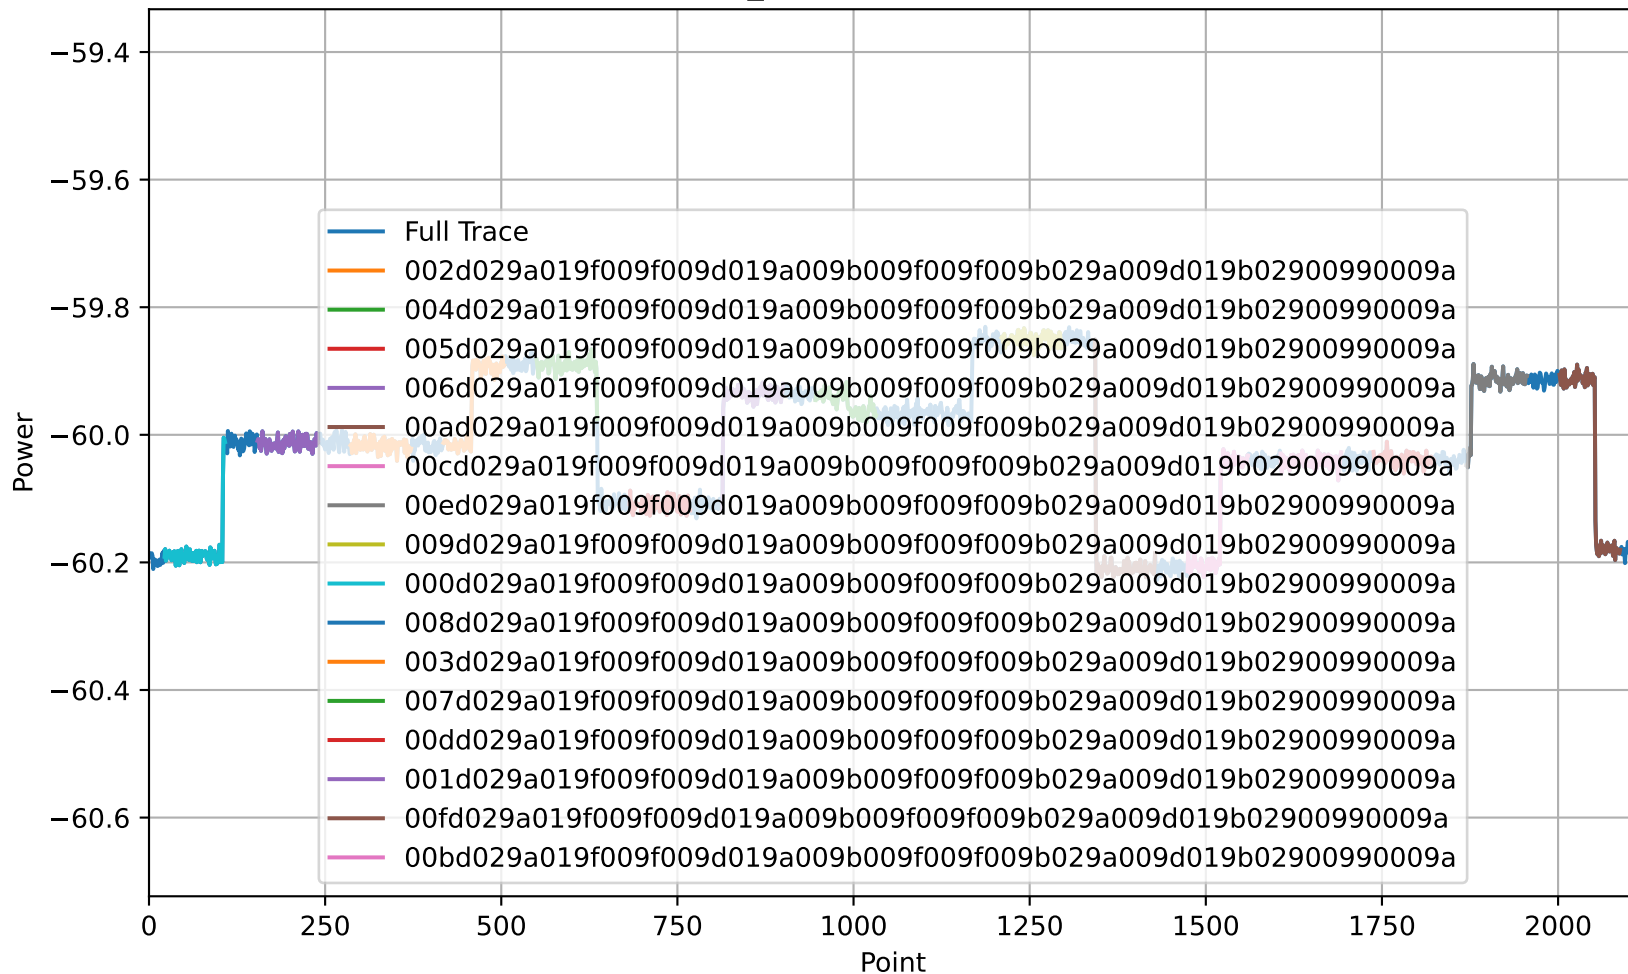 −59.4
−59.6
−59.8
−60.0
−60.2
−60.4
−60.6
Power
Full Trace
002d029a019f009f009d019a009b009f009f009b029a009d019b02900990009a
004d029a019f009f009d019a009b009f009f009b029a009d019b02900990009a
005d029a019f009f009d019a009b009f009f009b029a009d019b02900990009a
006d029a019f009f009d019a009b009f009f009b029a009d019b02900990009a
00ad029a019f009f009d019a009b009f009f009b029a009d019b02900990009a
00cd029a019f009f009d019a009b009f009f009b029a009d019b02900990009a
00ed029a019f009f009d019a009b009f009f009b029a009d019b02900990009a
009d029a019f009f009d019a009b009f009f009b029a009d019b02900990009a
000d029a019f009f009d019a009b009f009f009b029a009d019b02900990009a
008d029a019f009f009d019a009b009f009f009b029a009d019b02900990009a
003d029a019f009f009d019a009b009f009f009b029a009d019b02900990009a
007d029a019f009f009d019a009b009f009f009b029a009d019b02900990009a
00dd029a019f009f009d019a009b009f009f009b029a009d019b02900990009a
001d029a019f009f009d019a009b009f009f009b029a009d019b02900990009a
00fd029a019f009f009d019a009b009f009f009b029a009d019b02900990009a
00bd029a019f009f009d019a009b009f009f009b029a009d019b02900990009a
0 250 500 750 1000 1250 1500 1750 2000
Point